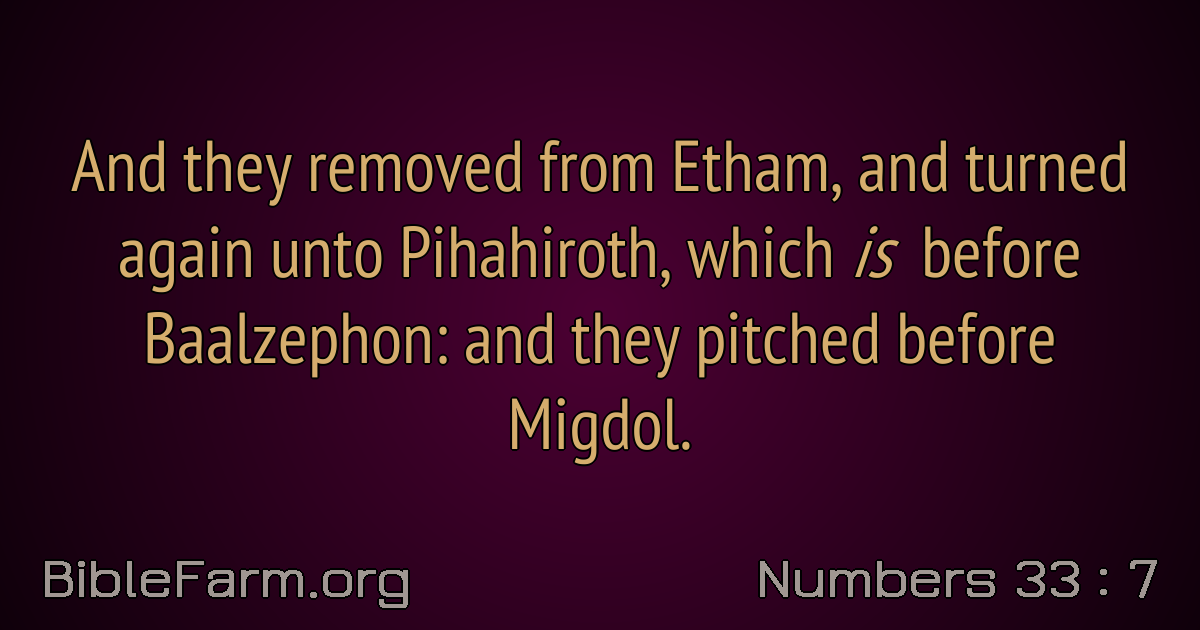 And they removed from Etham, and turned
again unto Pihahiroth, which is before
Baalzephon: and they pitched before
Migdol.
BibleFarm.org
Numbers 33 : 7